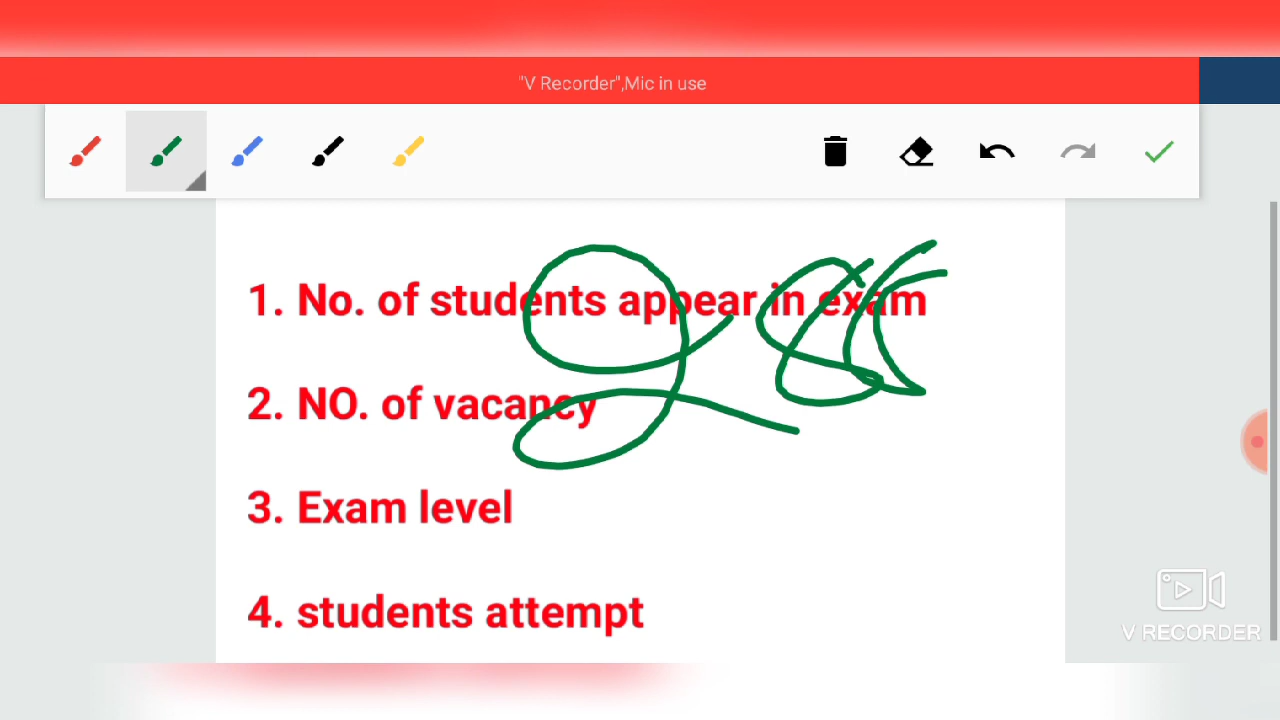 "V Recorder",Mic in use
1. No. of students appear in exam
2. NO. of vacancy
3. Exam level
4. students attempt
V RECORDER